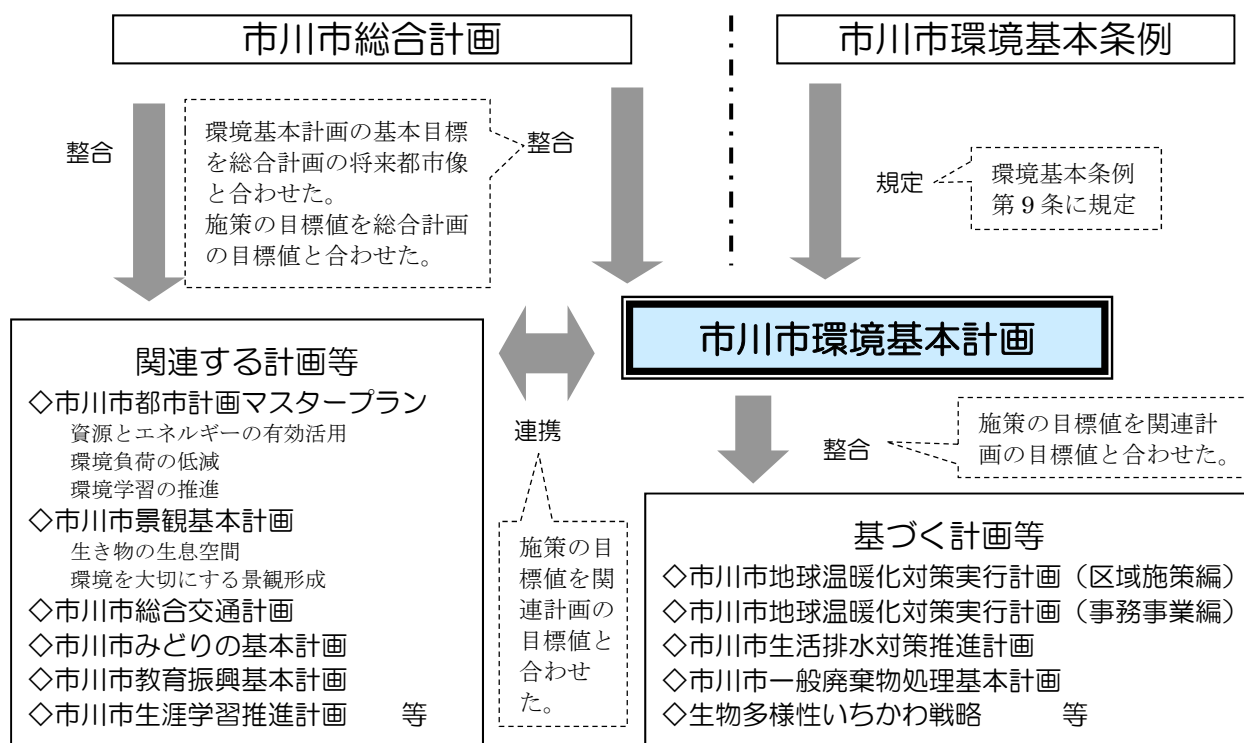 市川市総合計画
市川市環境基本条例
整合
環境基本計画の基本目標
を総合計画の将来都市像
と合わせた。
施策の目標値を総合計画
の目標値と合わせた。
整合
規定
環境基本条例
第9条に規定
市川市環境基本計画
関連する計画等
◇市川市都市計画マスタープラン
資源とエネルギーの有効活用
環境負荷の低減
環境学習の推進
◇市川市景観基本計画
生き物の生息空間
環境を大切にする景観形成
◇市川市総合交通計画
◇市川市みどりの基本計画
◇市川市教育振興基本計画
◇市川市生涯学習推進計画 等
連携
施策の目
標値を関
連計画の
目標値と
合わせ
た。
整合
施策の目標値を関連計
画の目標値と合わせた。
基づく計画等
◇市川市地球温暖化対策実行計画（区域施策編）
◇市川市地球温暖化対策実行計画（事務事業編）
◇市川市生活排水対策推進計画
◇市川市一般廃棄物処理基本計画
◇生物多様性いちかわ戦略 等